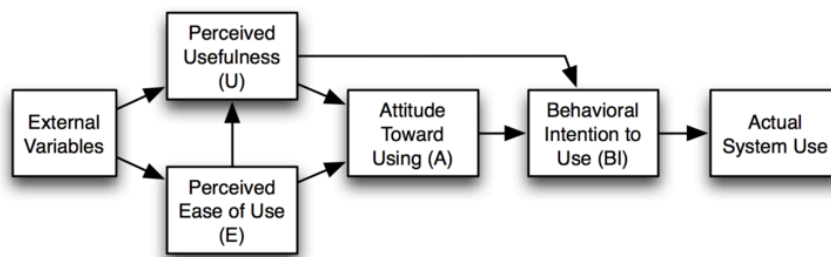 External
Variables
Perceived
Usefulness
(U)
Perceived
Ease of Use
(E)
Attitude
Toward
Using (A)
Behavioral
Intention to
Use (BI)
Actual
System Use